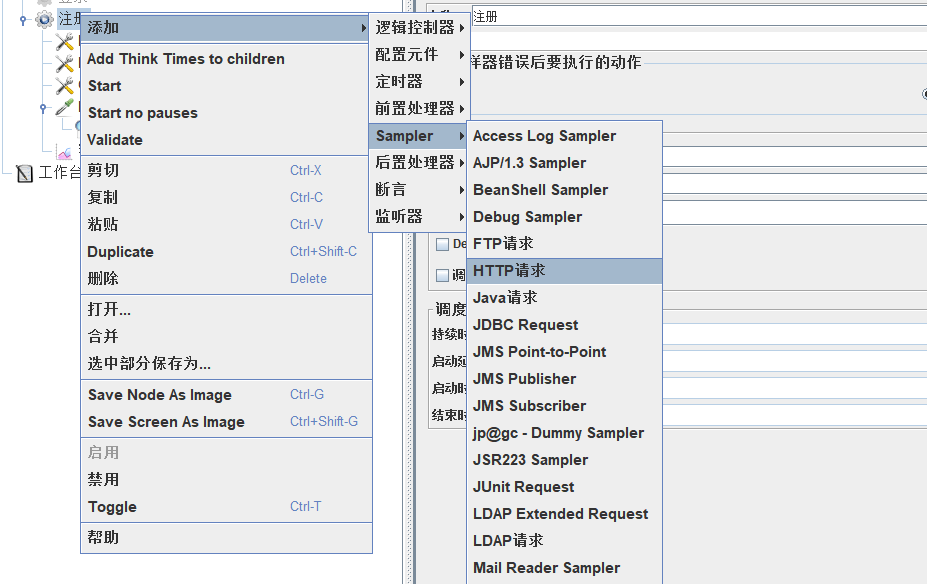 注册
工作台
添加
Add Think Times to children
Start
Start no pauses
Validate
剪切 Ctrl-X
复制 Ctrl-C
粘贴 Ctrl-V
Duplicate Ctrl+Shift-C
删除 Delete
打开...
合并
选中部分保存为...
Save Node As Image Ctrl-G
Save Screen As Image Ctrl+Shift-G
启用
禁用
Toggle Ctrl-T
帮助
逻辑控制器
配置元件
定时器
前置处理器
Sampler
后置处理器
断言
监听器
Access Log Sampler
AJP/1.3 Sampler
BeanShell Sampler
Debug Sampler
FTP请求
HTTP请求
Java请求
JDBC Request
JMS Point-to-Point
JMS Publisher
JMS Subscriber
jp@gc - Dummy Sampler
JSR223 Sampler
JUnit Request
LDAP Extended Request
LDAP请求
Mail Reader Sampler
注册
样器错误后要执行的动作
De
调
调度
持续时
启动延
启动时
结束时